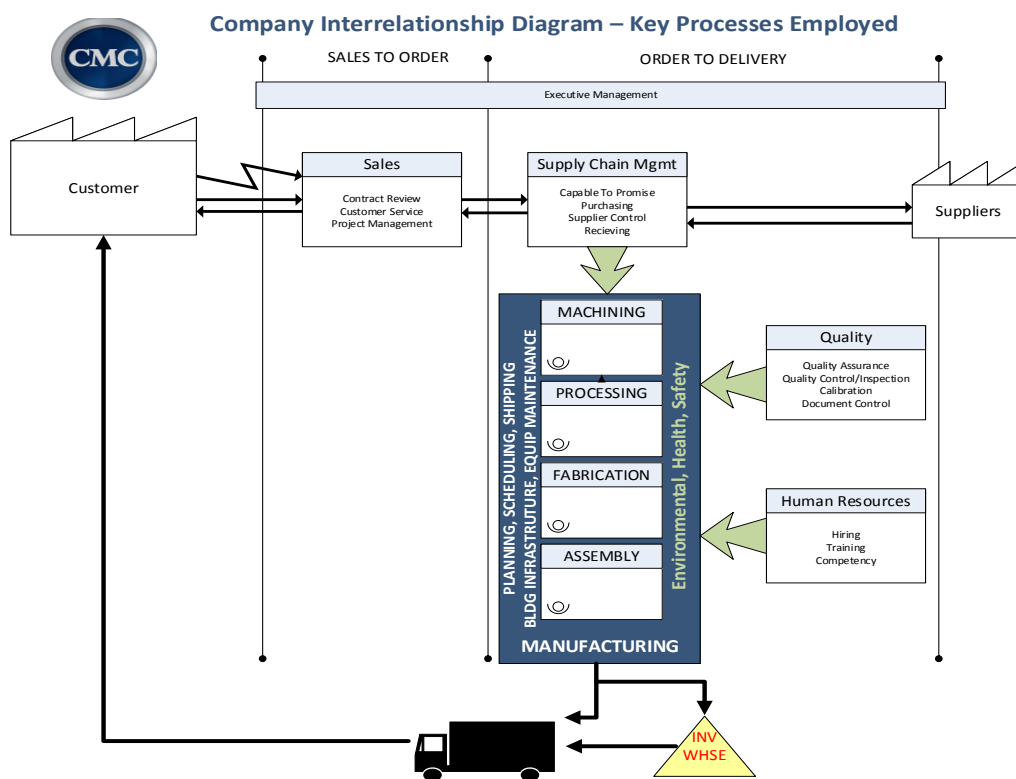 Company Interrelationship Diagram – Key Processes Employed
CMC
SALES TO ORDER
ORDER TO DELIVERY
Executive Management
Customer
Sales
Contract Review
Customer Service
Project Management
Supply Chain Mgmt
Capable To Promise
Purchasing
Supplier Control
Recieving
Suppliers
PLANNING, SCHEDULING, SHIPPING
BLDG INFRASTRUTURE, EQUIP MAINTENANCE
MACHINING
PROCESSING
FABRICATION
ASSEMBLY
Environmental, Health, Safety
MANUFACTURING
Quality
Quality Assurance
Quality Control/Inspection
Calibration
Document Control
Human Resources
Hiring
Training
Competency
INV
WHSE